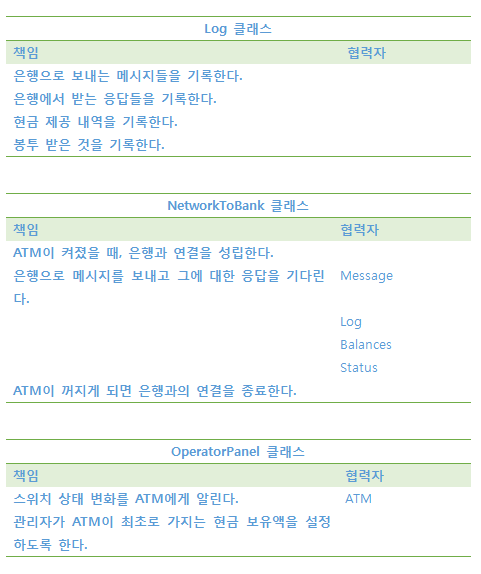 Log 클래스
책임 협력자
은행으로 보내는 메시지들을 기록한다.
은행에서 받는 응답들을 기록한다.
현금 제공 내역을 기록한다.
봉투 받은 것을 기록한다.
NetworkToBank 클래스
책임 협력자
ATM이 켜졌을 때, 은행과 연결을 성립한다.
은행으로 메시지를 보내고 그에 대한 응답을 기다린 Message
다.
Log
Balances
Status
ATM이 꺼지게 되면 은행과의 연결을 종료한다.
OperatorPanel 클래스
책임 협력자
스위치 상태 변화를 ATM에게 알린다. ATM
관리자가 ATM이 최초로 가지는 현금 보유액을 설정
하도록 한다.